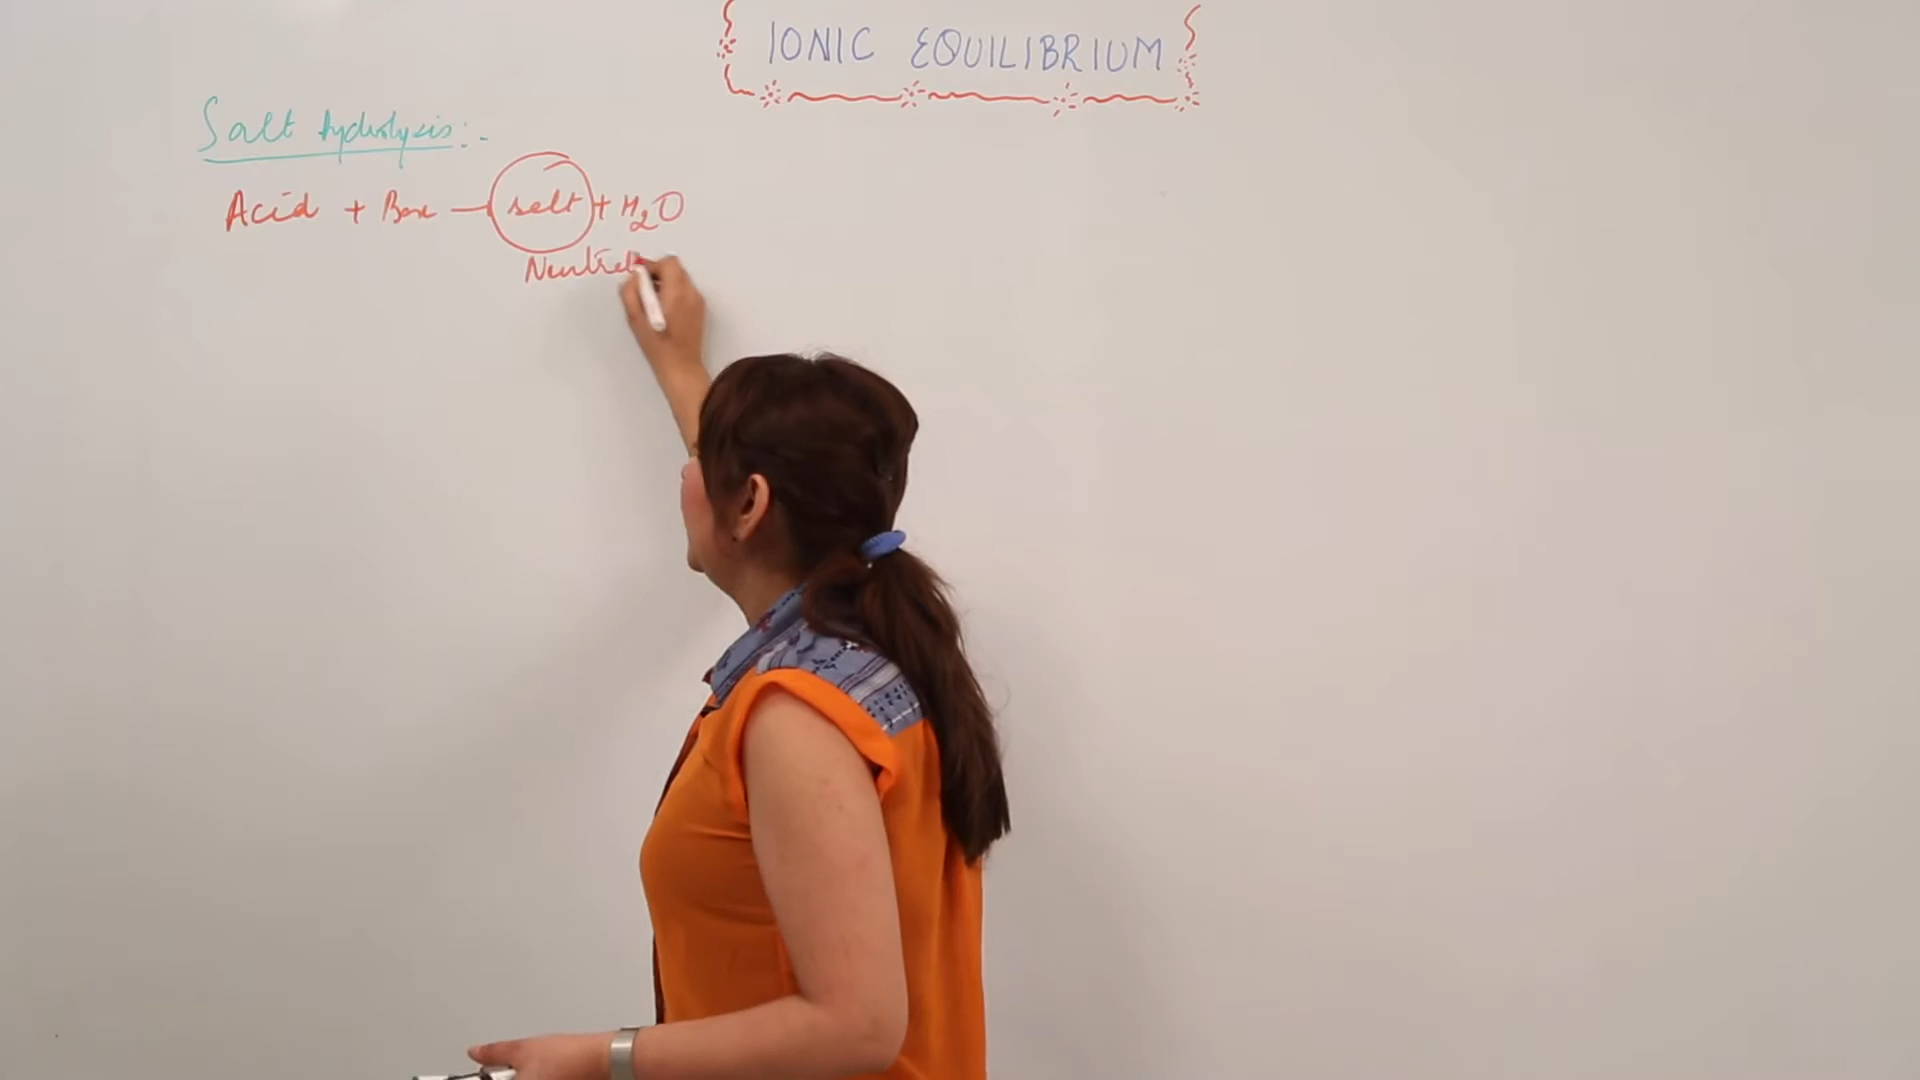 IONIC EQUILIBRIUM
Salt hydrolysis:-
Acid + Base — salt + H₂O
Neutral